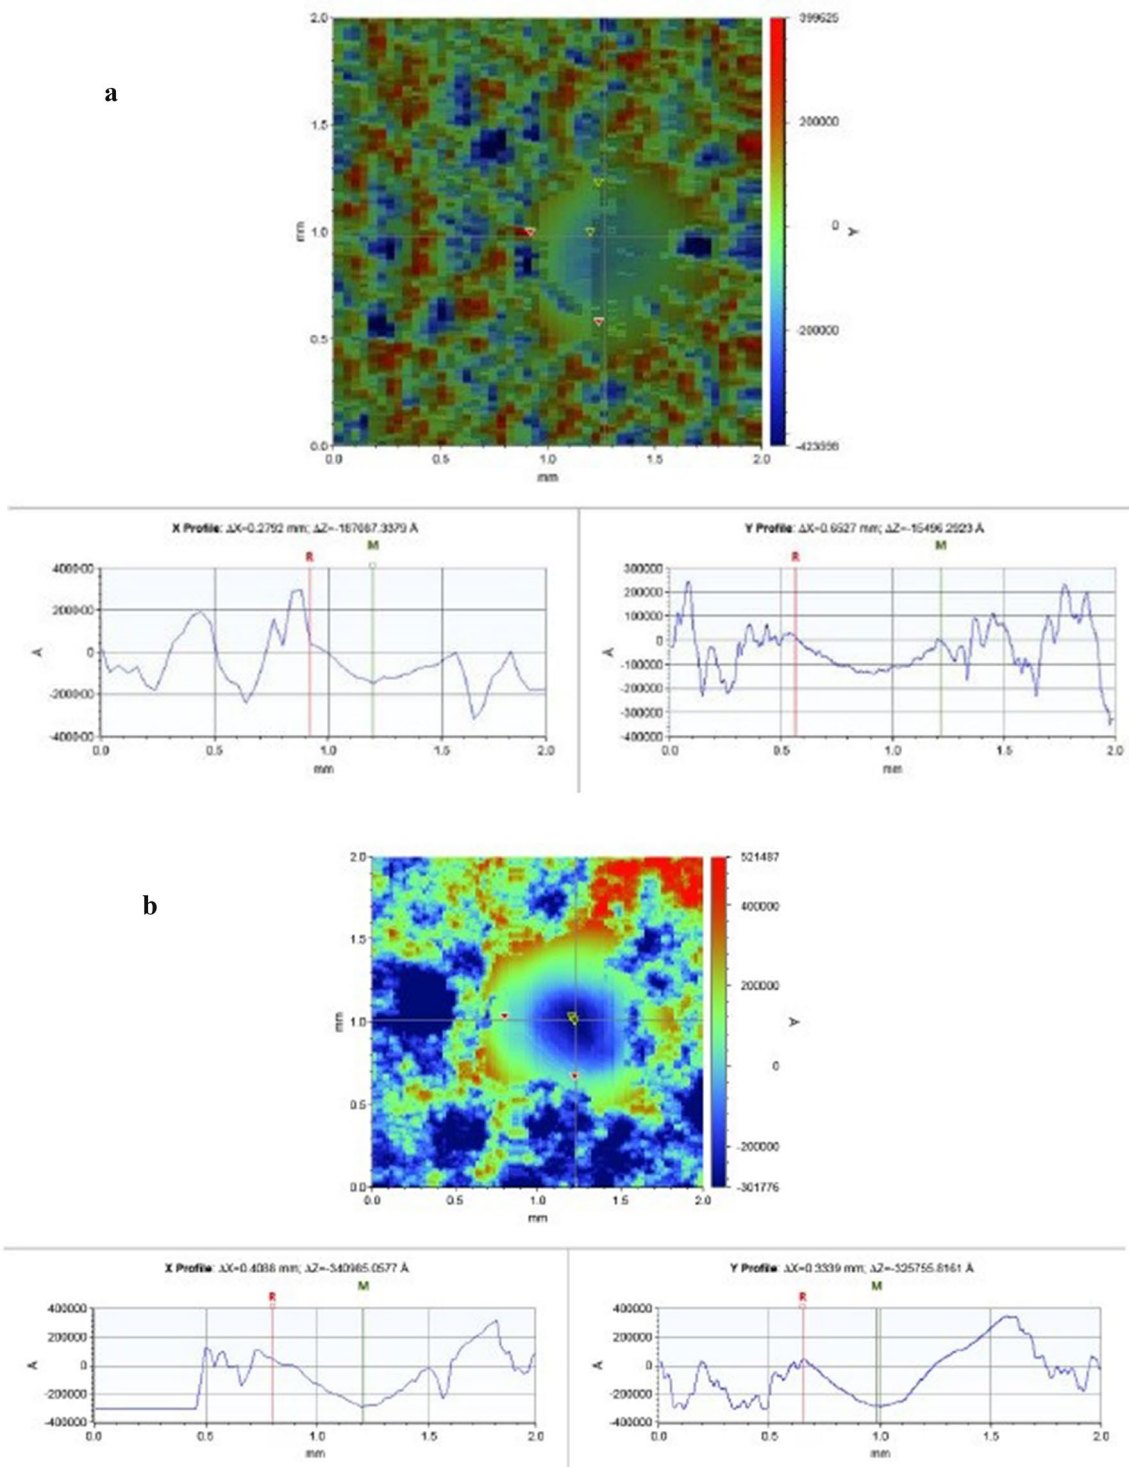 a
2.0
1.5
1.0
0.5
0.0
mm
0.0 0.5 1.0 1.5 2.0
mm
399625
200000
0
-200000
-423698
Å
X Profile: ΔX=0.2792 mm; ΔZ=-187067.3379 Å
R M
400000
200000
0
-200000
-400000
Å
0.0 0.5 1.0 1.5 2.0
mm
Y Profile: ΔX=0.6527 mm; ΔZ=-15496.2923 Å
R M
300000
200000
100000
0
-100000
-200000
-300000
-400000
Å
0.0 0.5 1.0 1.5 2.0
mm
b
2.0
1.5
1.0
0.5
0.0
mm
0.0 0.5 1.0 1.5 2.0
mm
521487
400000
200000
0
-200000
-301776
Å
X Profile: ΔX=0.4088 mm; ΔZ=-340985.0577 Å
R M
400000
200000
0
-200000
-400000
Å
0.0 0.5 1.0 1.5 2.0
mm
Y Profile: ΔX=0.3339 mm; ΔZ=-325755.8161 Å
R M
400000
200000
0
-200000
-400000
Å
0.0 0.5 1.0 1.5 2.0
mm